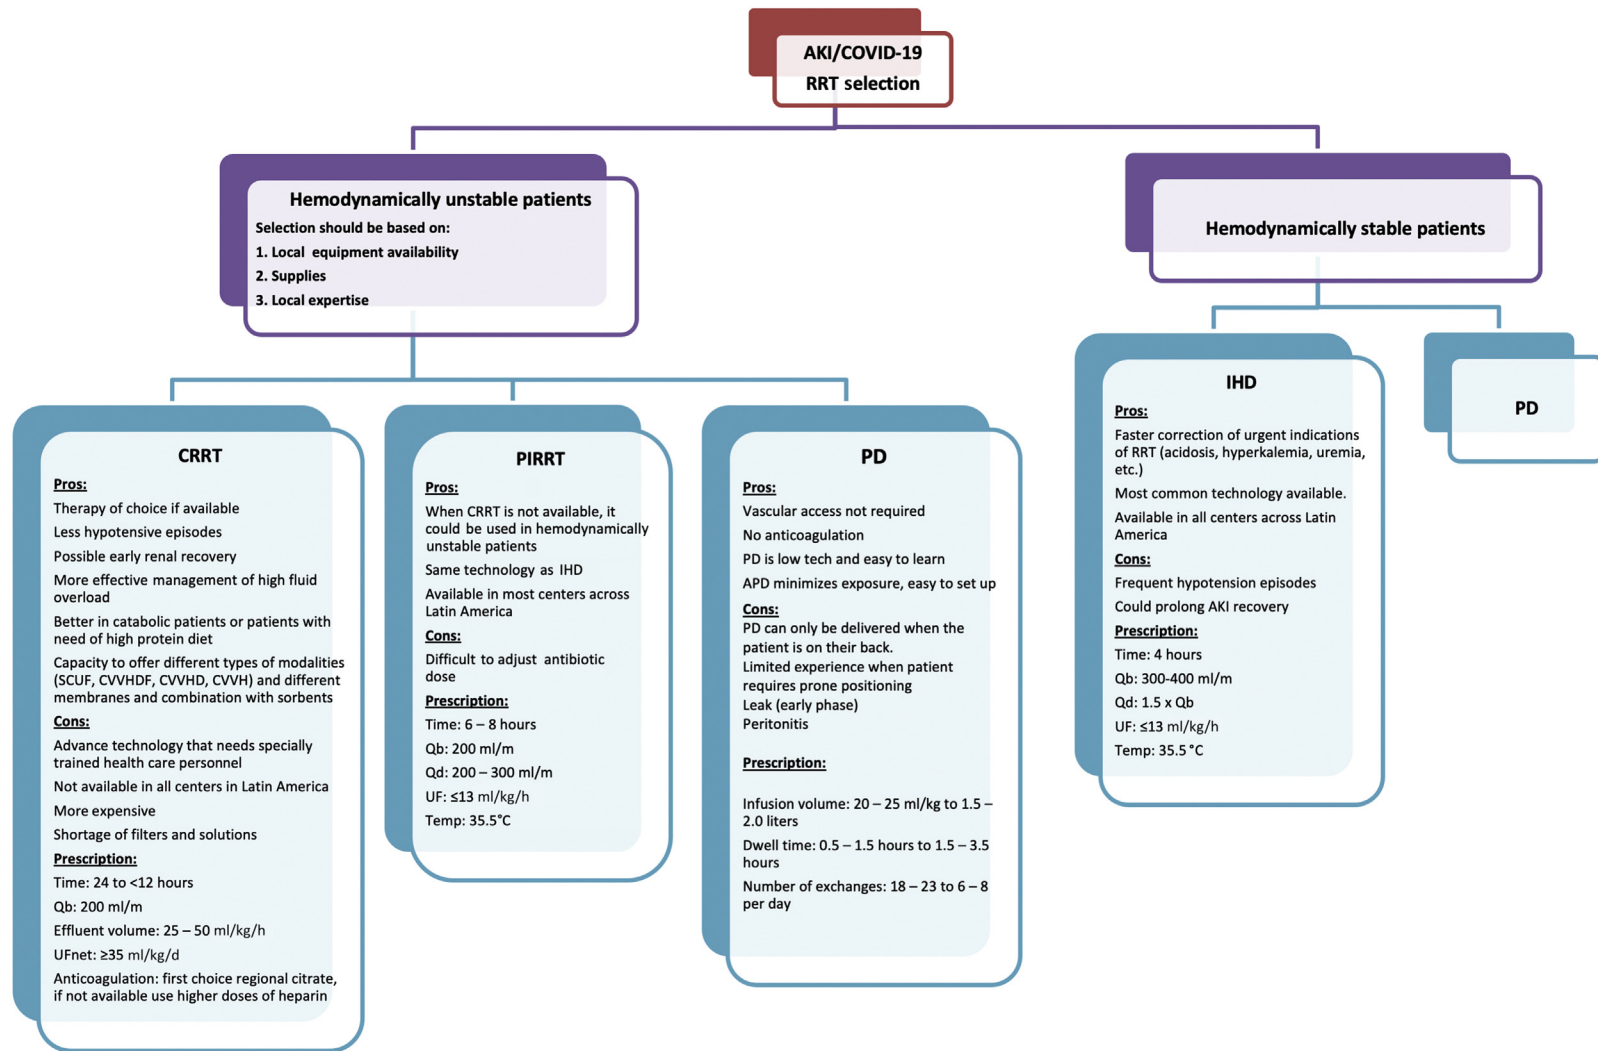 AKI/COVID-19
RRT selection
Hemodynamically unstable patients
Selection should be based on:
1. Local equipment availability
2. Supplies
3. Local expertise
Hemodynamically stable patients
CRRT
Pros:
Therapy of choice if available
Less hypotensive episodes
Possible early renal recovery
More effective management of high fluid
overload
Better in catabolic patients or patients with
need of high protein diet
Capacity to offer different types of modalities
(SCUF, CVVHDF, CVVHD, CVVH) and different
membranes and combination with sorbents
Cons:
Advance technology that needs specially
trained health care personnel
Not available in all centers in Latin America
More expensive
Shortage of filters and solutions
Prescription:
Time: 24 to <12 hours
Qb: 200 ml/m
Effluent volume: 25 – 50 ml/kg/h
UFnet: ≥35 ml/kg/d
Anticoagulation: first choice regional citrate,
if not available use higher doses of heparin
PIRRT
Pros:
When CRRT is not available, it
could be used in hemodynamically
unstable patients
Same technology as IHD
Available in most centers across
Latin America
Cons:
Difficult to adjust antibiotic
dose
Prescription:
Time: 6 – 8 hours
Qb: 200 ml/m
Qd: 200 – 300 ml/m
UF: ≤13 ml/kg/h
Temp: 35.5°C
PD
Pros:
Vascular access not required
No anticoagulation
PD is low tech and easy to learn
APD minimizes exposure, easy to set up
Cons:
PD can only be delivered when the
patient is on their back.
Limited experience when patient
requires prone positioning
Leak (early phase)
Peritonitis
Prescription:
Infusion volume: 20 – 25 ml/kg to 1.5 –
2.0 liters
Dwell time: 0.5 – 1.5 hours to 1.5 – 3.5
hours
Number of exchanges: 18 – 23 to 6 – 8
per day
IHD
Pros:
Faster correction of urgent indications
of RRT (acidosis, hyperkalemia, uremia,
etc.)
Most common technology available.
Available in all centers across Latin
America
Cons:
Frequent hypotension episodes
Could prolong AKI recovery
Prescription:
Time: 4 hours
Qb: 300-400 ml/m
Qd: 1.5 x Qb
UF: ≤13 ml/kg/h
Temp: 35.5 °C
PD